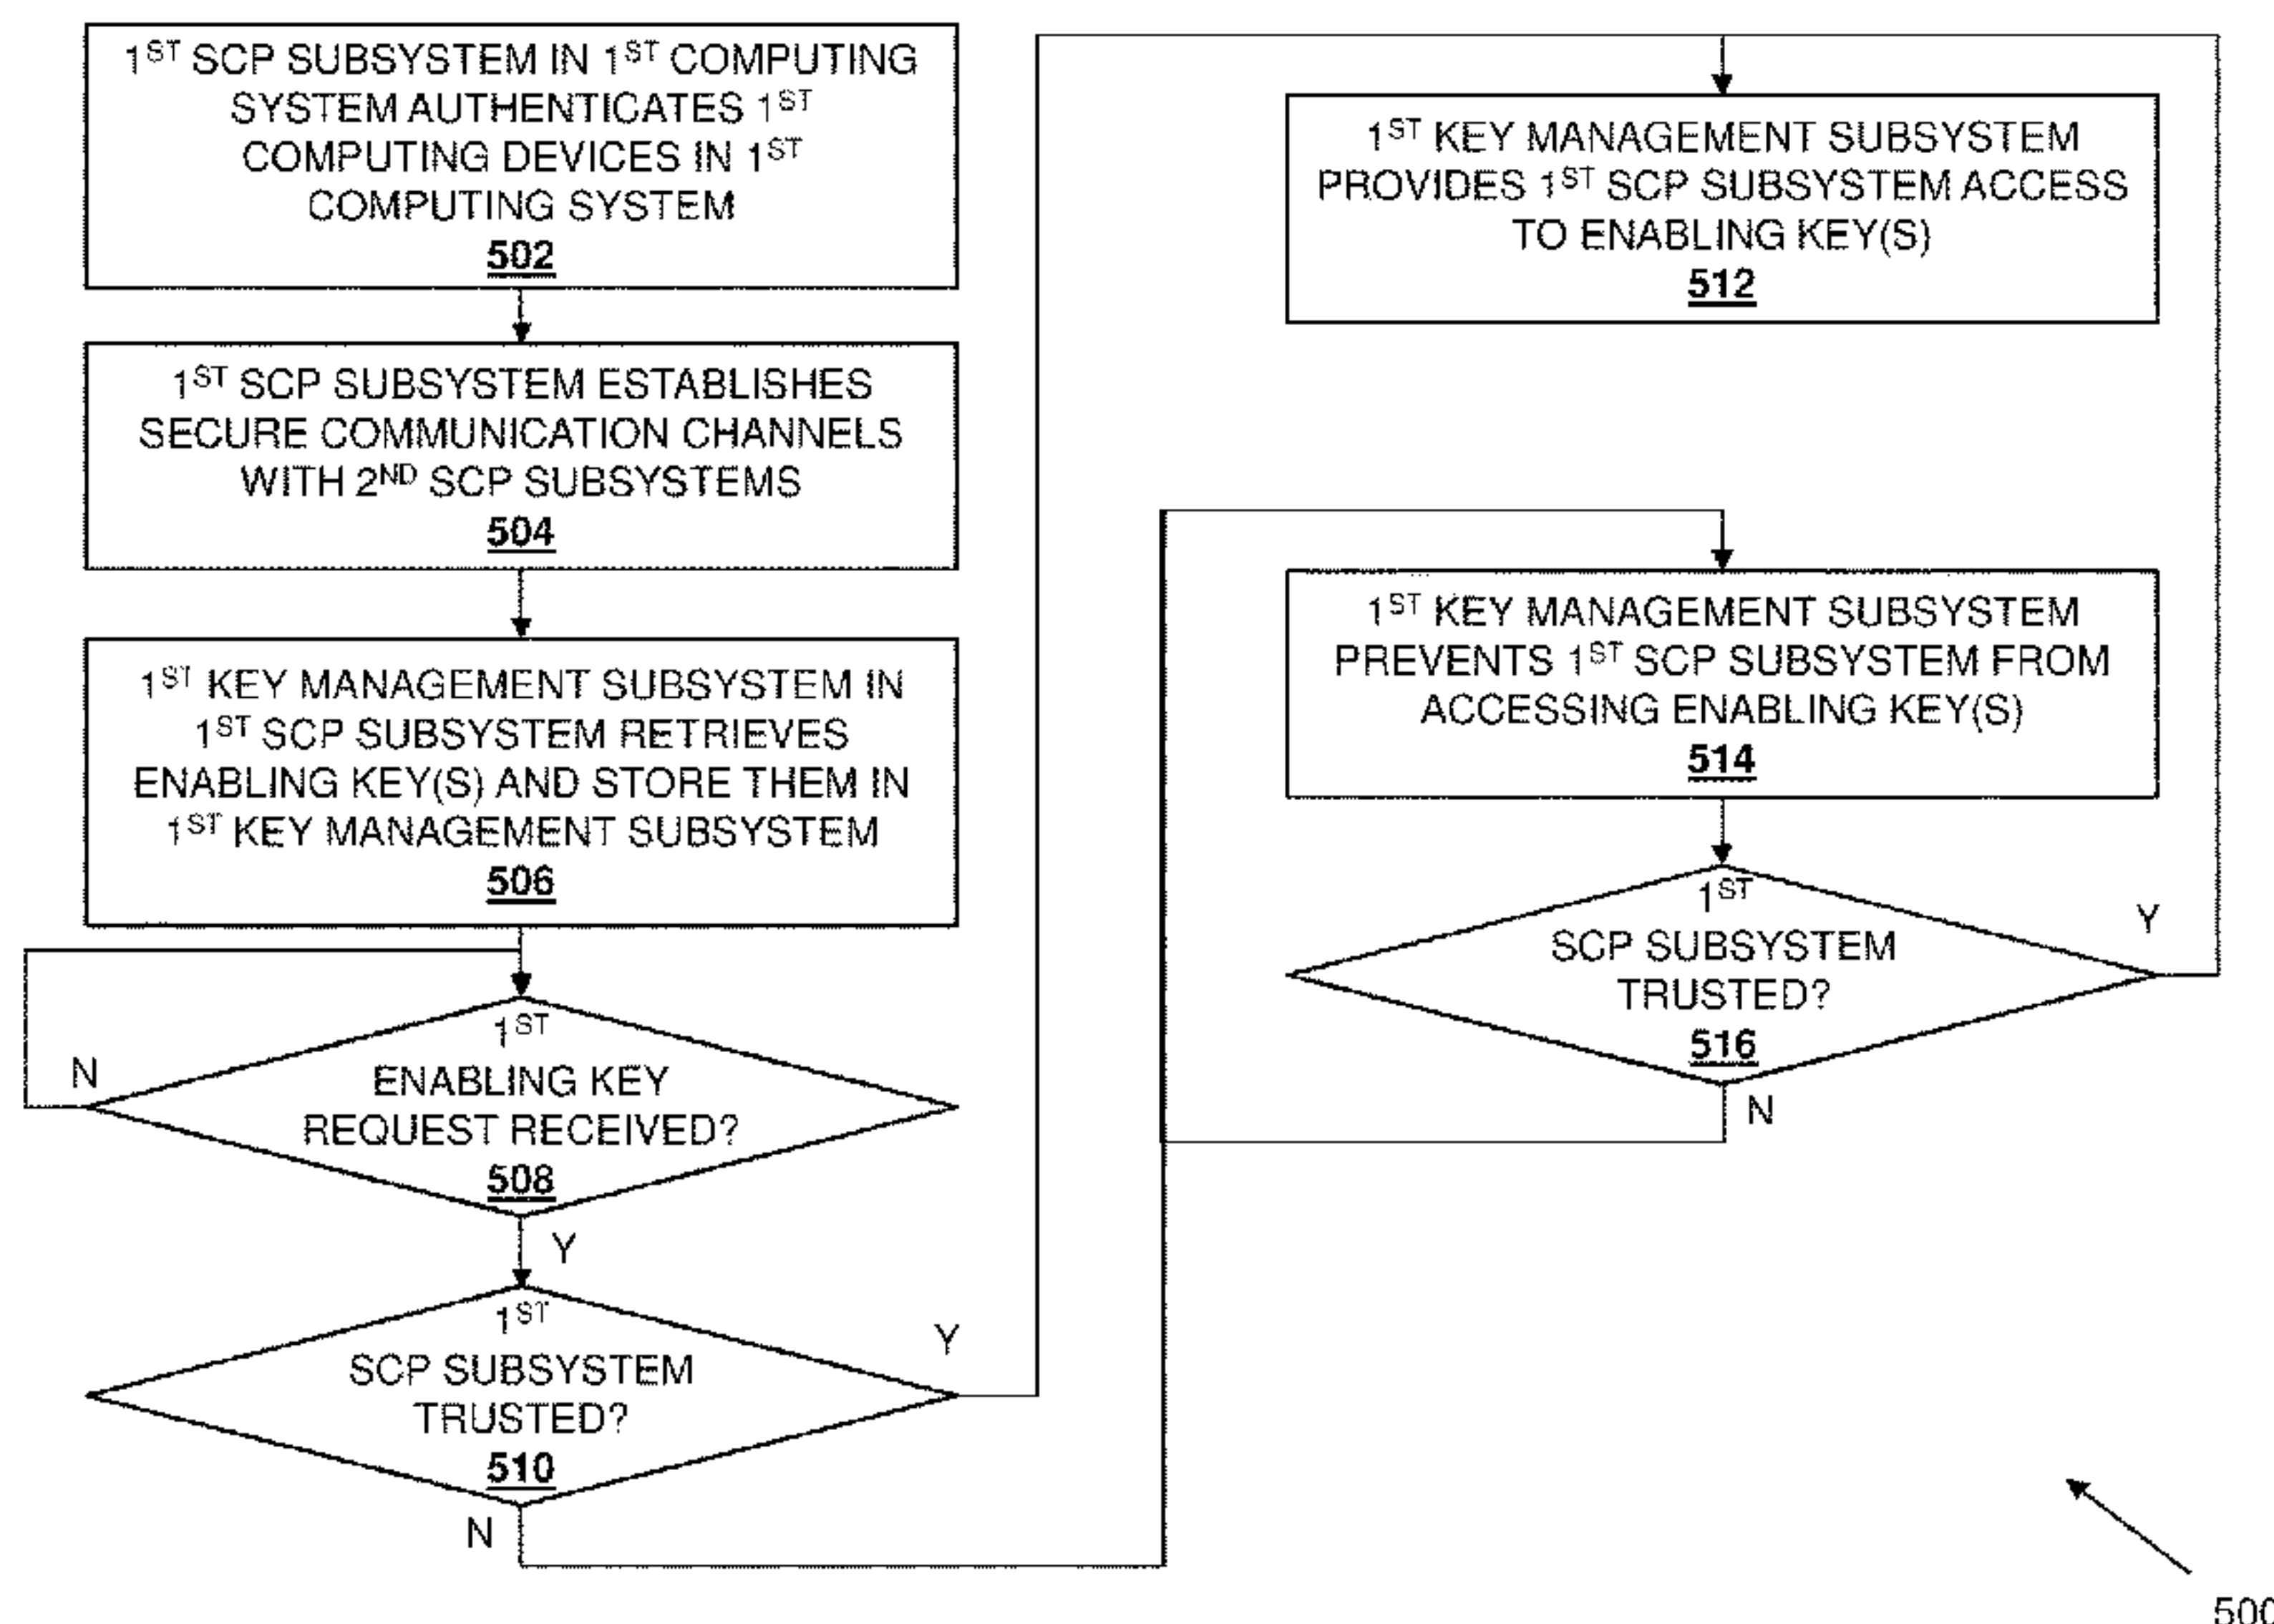 1ST SCP SUBSYSTEM IN 1ST COMPUTING
SYSTEM AUTHENTICATES 1ST
COMPUTING DEVICES IN 1ST
COMPUTING SYSTEM
502
1ST SCP SUBSYSTEM ESTABLISHES
SECURE COMMUNICATION CHANNELS
WITH 2ND SCP SUBSYSTEMS
504
1ST KEY MANAGEMENT SUBSYSTEM IN
1ST SCP SUBSYSTEM RETRIEVES
ENABLING KEY(S) AND STORE THEM IN
1ST KEY MANAGEMENT SUBSYSTEM
506
1ST
ENABLING KEY
REQUEST RECEIVED?
508
N
Y
1ST
SCP SUBSYSTEM
TRUSTED?
510
Y
N
1ST KEY MANAGEMENT SUBSYSTEM
PROVIDES 1ST SCP SUBSYSTEM ACCESS
TO ENABLING KEY(S)
512
1ST KEY MANAGEMENT SUBSYSTEM
PREVENTS 1ST SCP SUBSYSTEM FROM
ACCESSING ENABLING KEY(S)
514
1ST
SCP SUBSYSTEM
TRUSTED?
516
Y
N
500